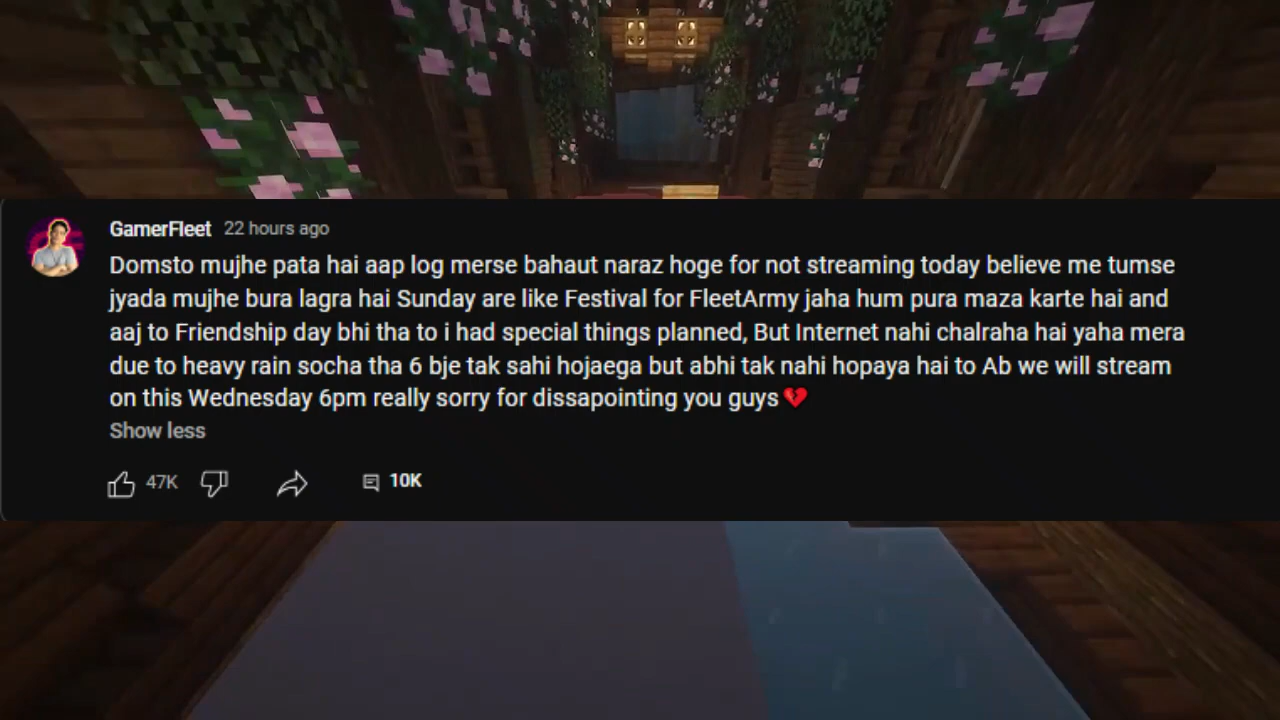 GamerFleet 22 hours ago
Domsto mujhe pata hai aap log merse bahaut naraz hoge for not streaming today believe me tumse
jyada mujhe bura lagra hai Sunday are like Festival for FleetArmy jaha hum pura maza karte hai and
aaj to Friendship day bhi tha to i had special things planned, But Internet nahi chalraha hai yaha mera
due to heavy rain socha tha 6 bje tak sahi hojaega but abhi tak nahi hopaya hai to Ab we will stream
on this Wednesday 6pm really sorry for dissapointing you guys💔
Show less
47K 10K